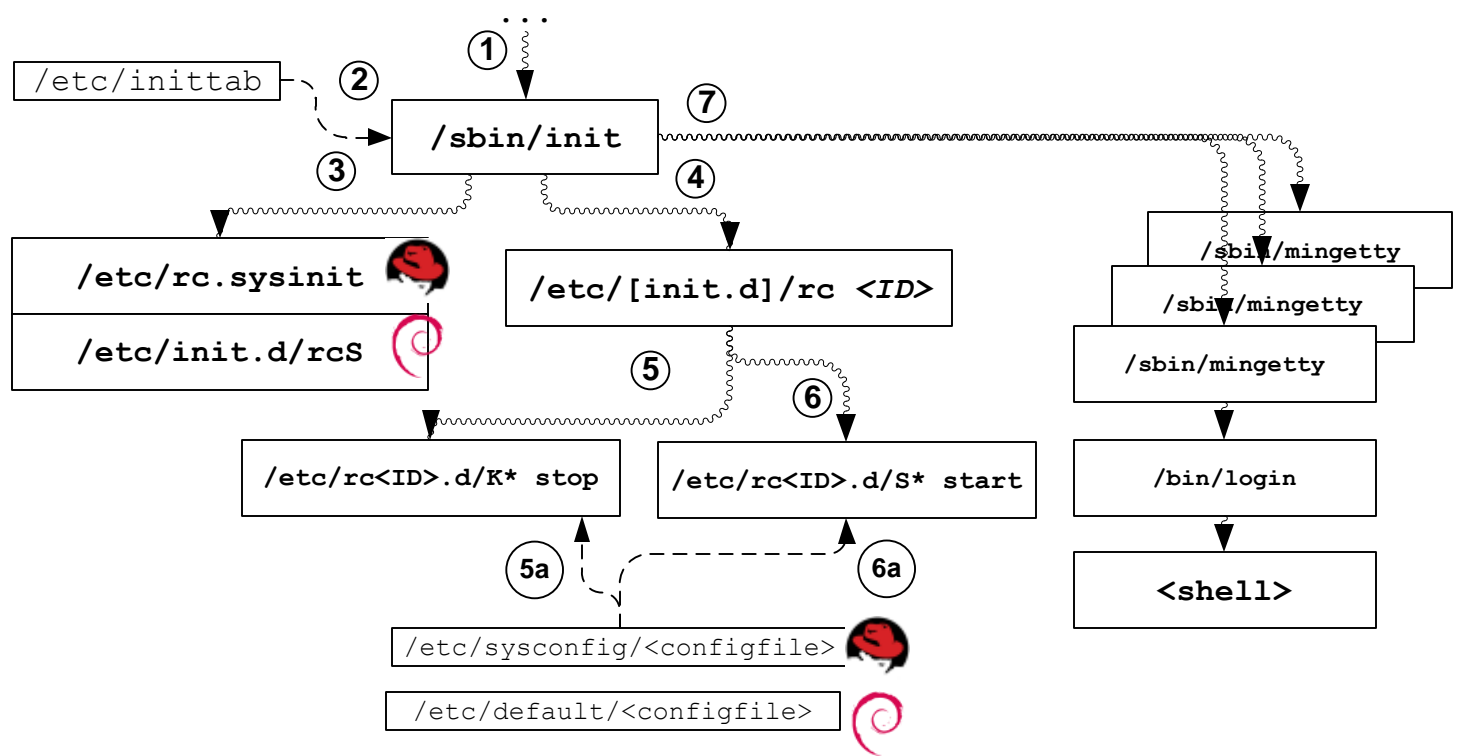 ...
1
/etc/inittab
2
7
/sbin/init
3
4
/etc/rc.sysinit
/etc/init.d/rcS
/etc/[init.d]/rc <ID>
/sbin/mingetty
/sbin/mingetty
/sbin/mingetty
5
6
/etc/rc<ID>.d/K* stop
/etc/rc<ID>.d/S* start
/bin/login
5a
6a
<shell>
/etc/sysconfig/<configfile>
/etc/default/<configfile>